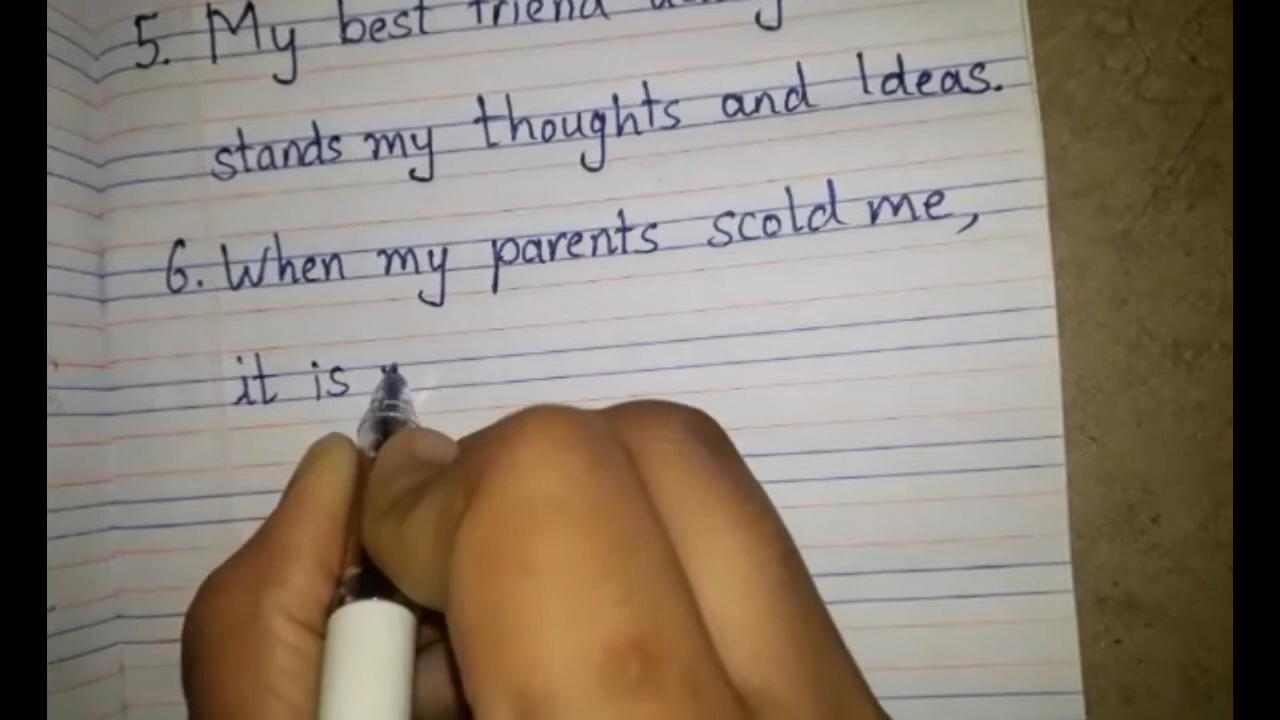 5. My best friend
stands my thoughts and Ideas.
6. When my parents scold me,
it is